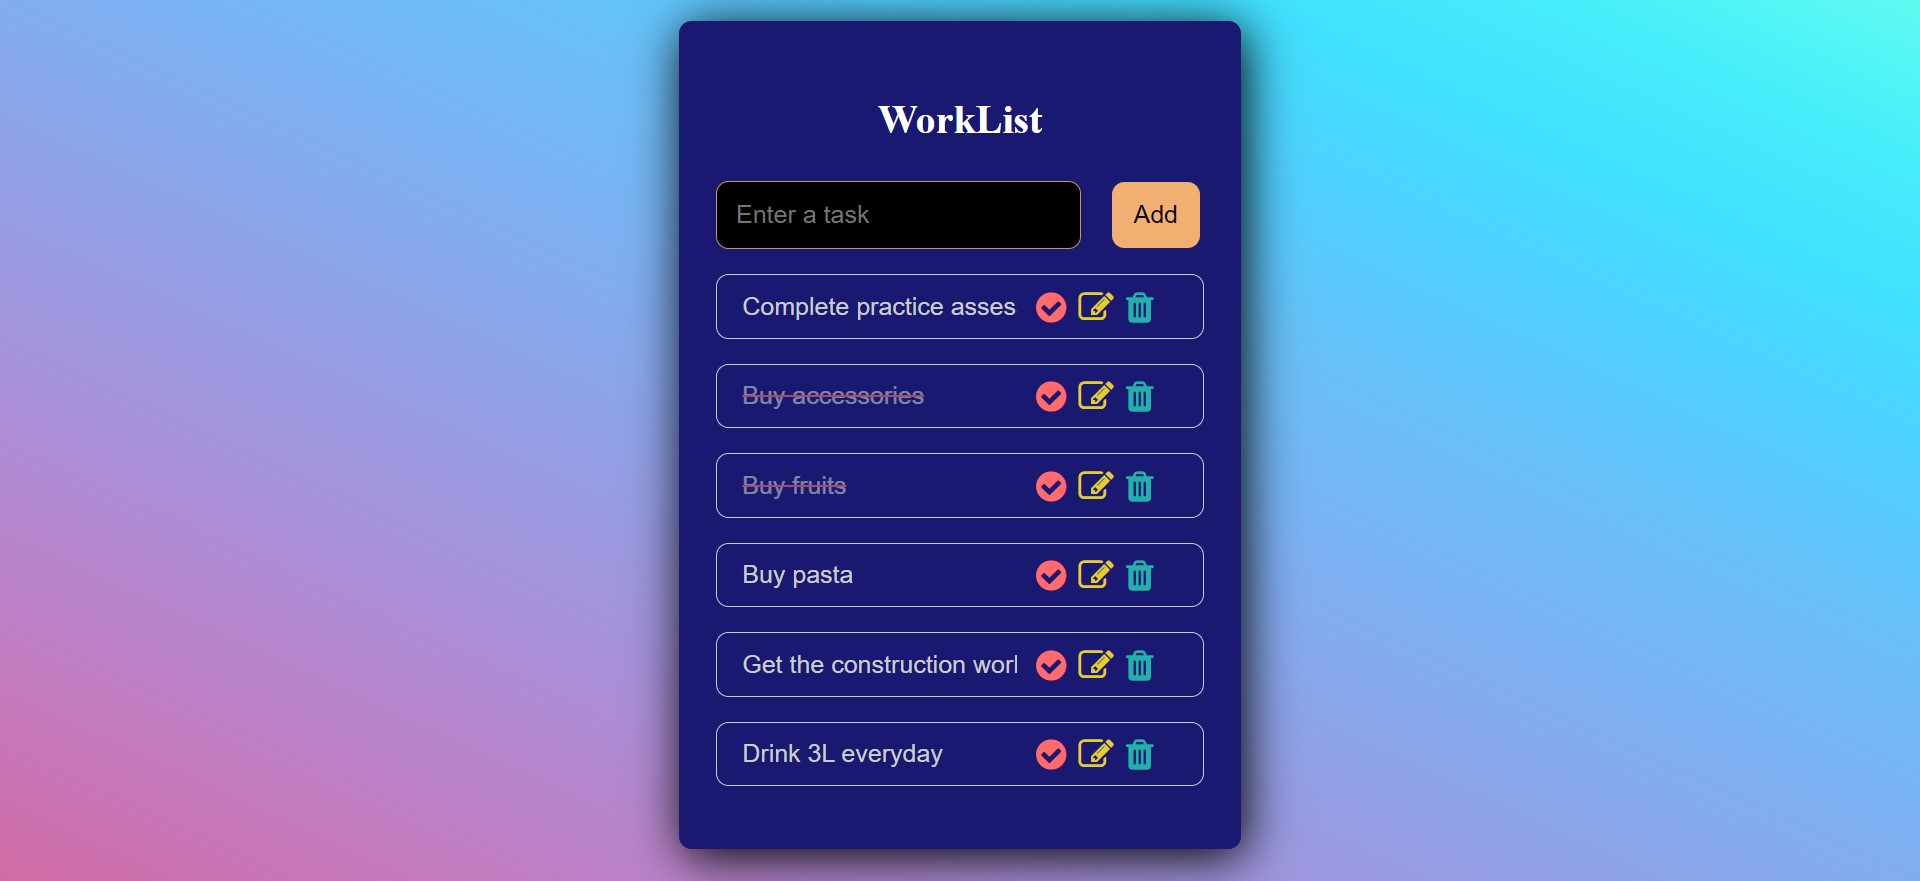 WorkList
Enter a task
Add
Complete practice asses
Buy accessories
Buy fruits
Buy pasta
Get the construction
Drink 3L everyday